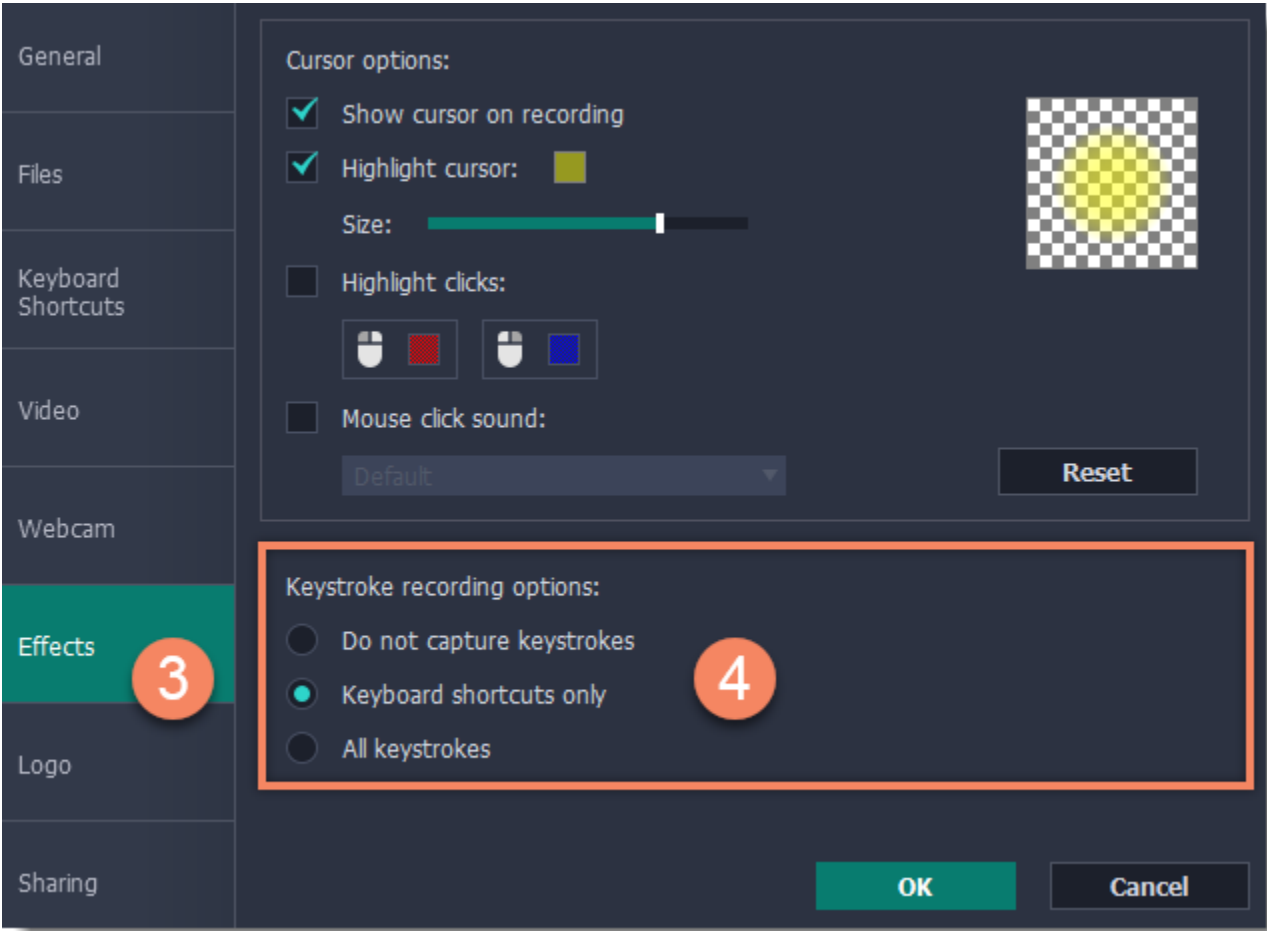 General
Files
Keyboard
Shortcuts
Video
Webcam
Effects
3
Logo
Sharing
Cursor options:
Show cursor on recording
Highlight cursor:
Size:
Highlight clicks:
Mouse click sound:
Default
Reset
Keystroke recording options:
Do not capture keystrokes
Keyboard shortcuts only
All keystrokes
4
OK
Cancel